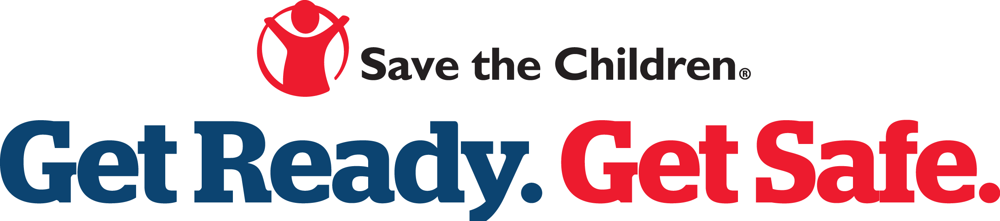 Save the Children®
Get Ready. Get Safe.